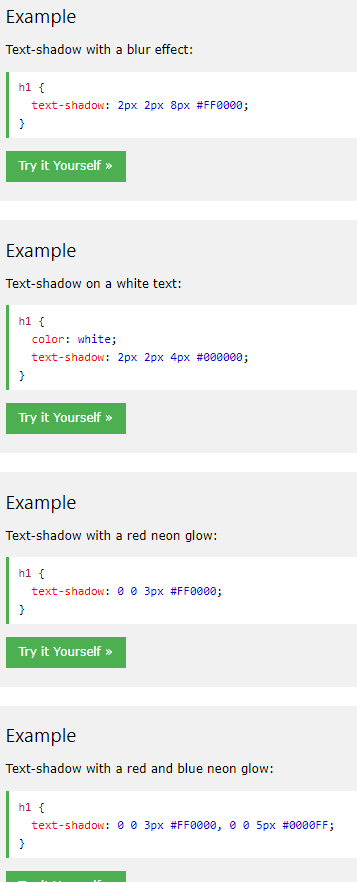 Example
Text-shadow with a blur effect:
h1 {
  text-shadow: 2px 2px 8px #FF0000;
}
Try it Yourself »
Example
Text-shadow on a white text:
h1 {
  color: white;
  text-shadow: 2px 2px 4px #000000;
}
Try it Yourself »
Example
Text-shadow with a red neon glow:
h1 {
  text-shadow: 0 0 3px #FF0000;
}
Try it Yourself »
Example
Text-shadow with a red and blue neon glow:
h1 {
  text-shadow: 0 0 3px #FF0000, 0 0 5px #0000FF;
}